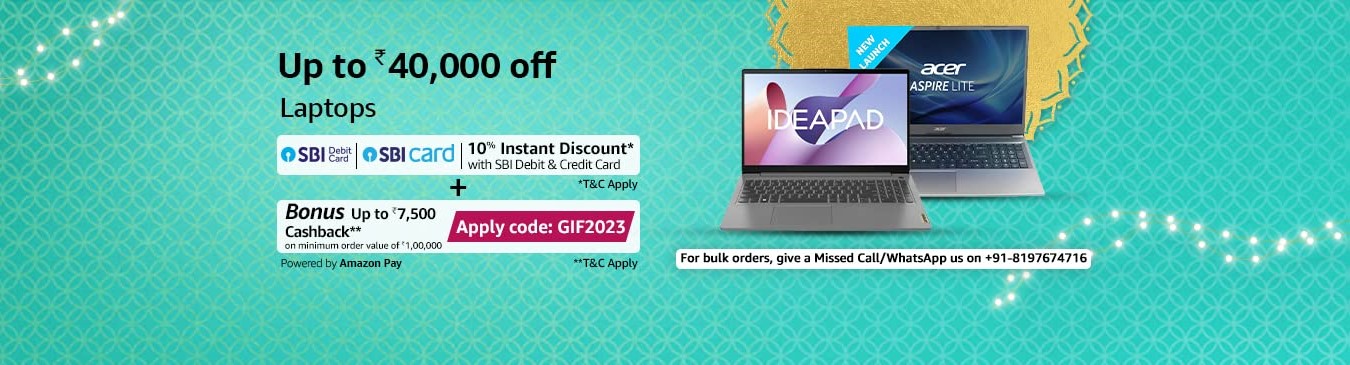 Up to ₹40,000 off
Laptops
SBI Debit Card | SBI card | 10% Instant Discount*
with SBI Debit & Credit Card
*T&C Apply
+
Bonus Up to ₹7,500
Cashback**
on minimum order value of ₹1,00,000
Apply code: GIF2023
Powered by Amazon Pay
**T&C Apply
NEW
LAUNCH
acer
ASPIRE LITE
acer
IDEAPAD
For bulk orders, give a Missed Call/WhatsApp us on +91-8197674716